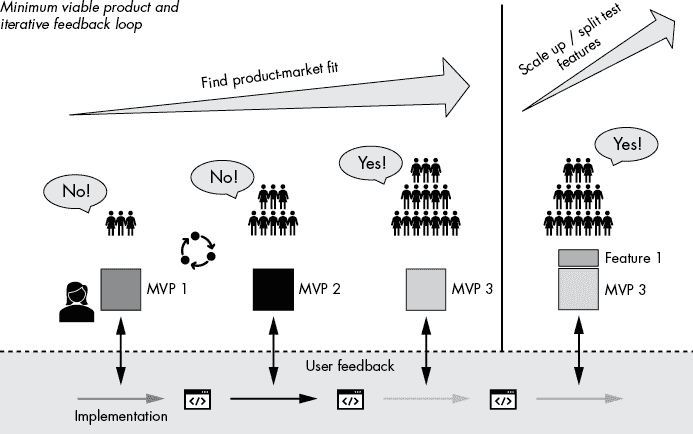 Minimum viable product and
iterative feedback loop
Find product-market fit
Scale up / split test
features
No!
No!
Yes!
Yes!
MVP 1
MVP 2
MVP 3
Feature 1
MVP 3
User feedback
</>
</>
</>
Implementation